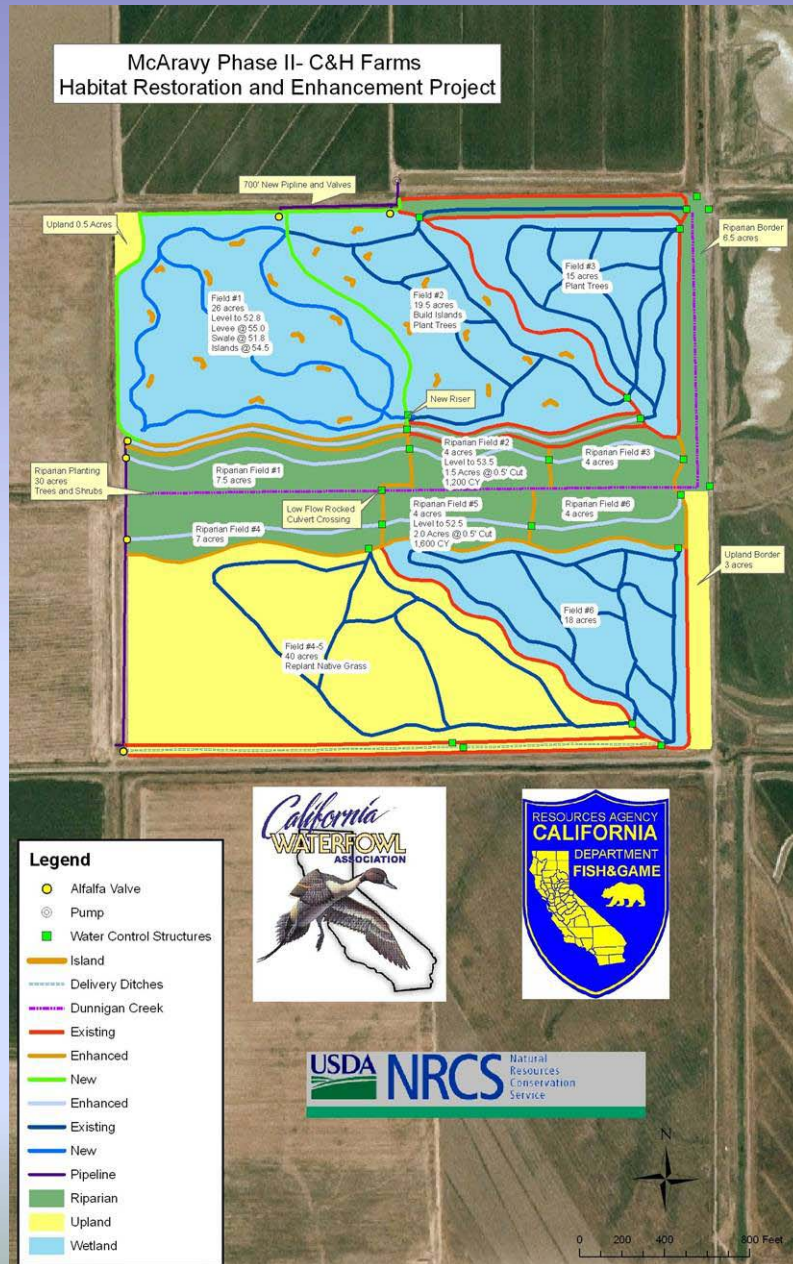 McAravy Phase II- C&H Farms
Habitat Restoration and Enhancement Project
700' New Pipline and Valves
Upland 0.5 Acres
Riparian Border
6.5 acres
Field #1
26 acres
Level to 52.8
Levee @ 55.0
Swale @ 51.8
Islands @ 54.5
Field #2
19.5 acres
Build Islands
Plant Trees
Field #3
15 acres
Plant Trees
New Riser
Riparian Planting
30 acres
Trees and Shrubs
Riparian Field #1
7.5 acres
Riparian Field #2
4 acres
Level to 53.5
1.5 Acres @ 0.5' Cut
1,200 CY
Riparian Field #3
4 acres
Low Flow Rocked
Culvert Crossing
Riparian Field #4
7 acres
Riparian Field #5
4 acres
Level to 52.5
2.0 Acres @ 0.5' Cut
1,600 CY
Riparian Field #6
4 acres
Upland Border
3 acres
Field #4-5
40 acres
Replant Native Grass
Field #6
18 acres
California
WATERFOWL
ASSOCIATION
RESOURCES AGENCY
CALIFORNIA
DEPARTMENT
FISH&GAME
Legend
Alfalfa Valve
Pump
Water Control Structures
Island
Delivery Ditches
Dunnigan Creek
Existing
Enhanced
New
Enhanced
Existing
New
Pipeline
Riparian
Upland
Wetland
USDA
NRCS
Natural
Resources
Conservation
Service
N
0 200 400 800 Feet